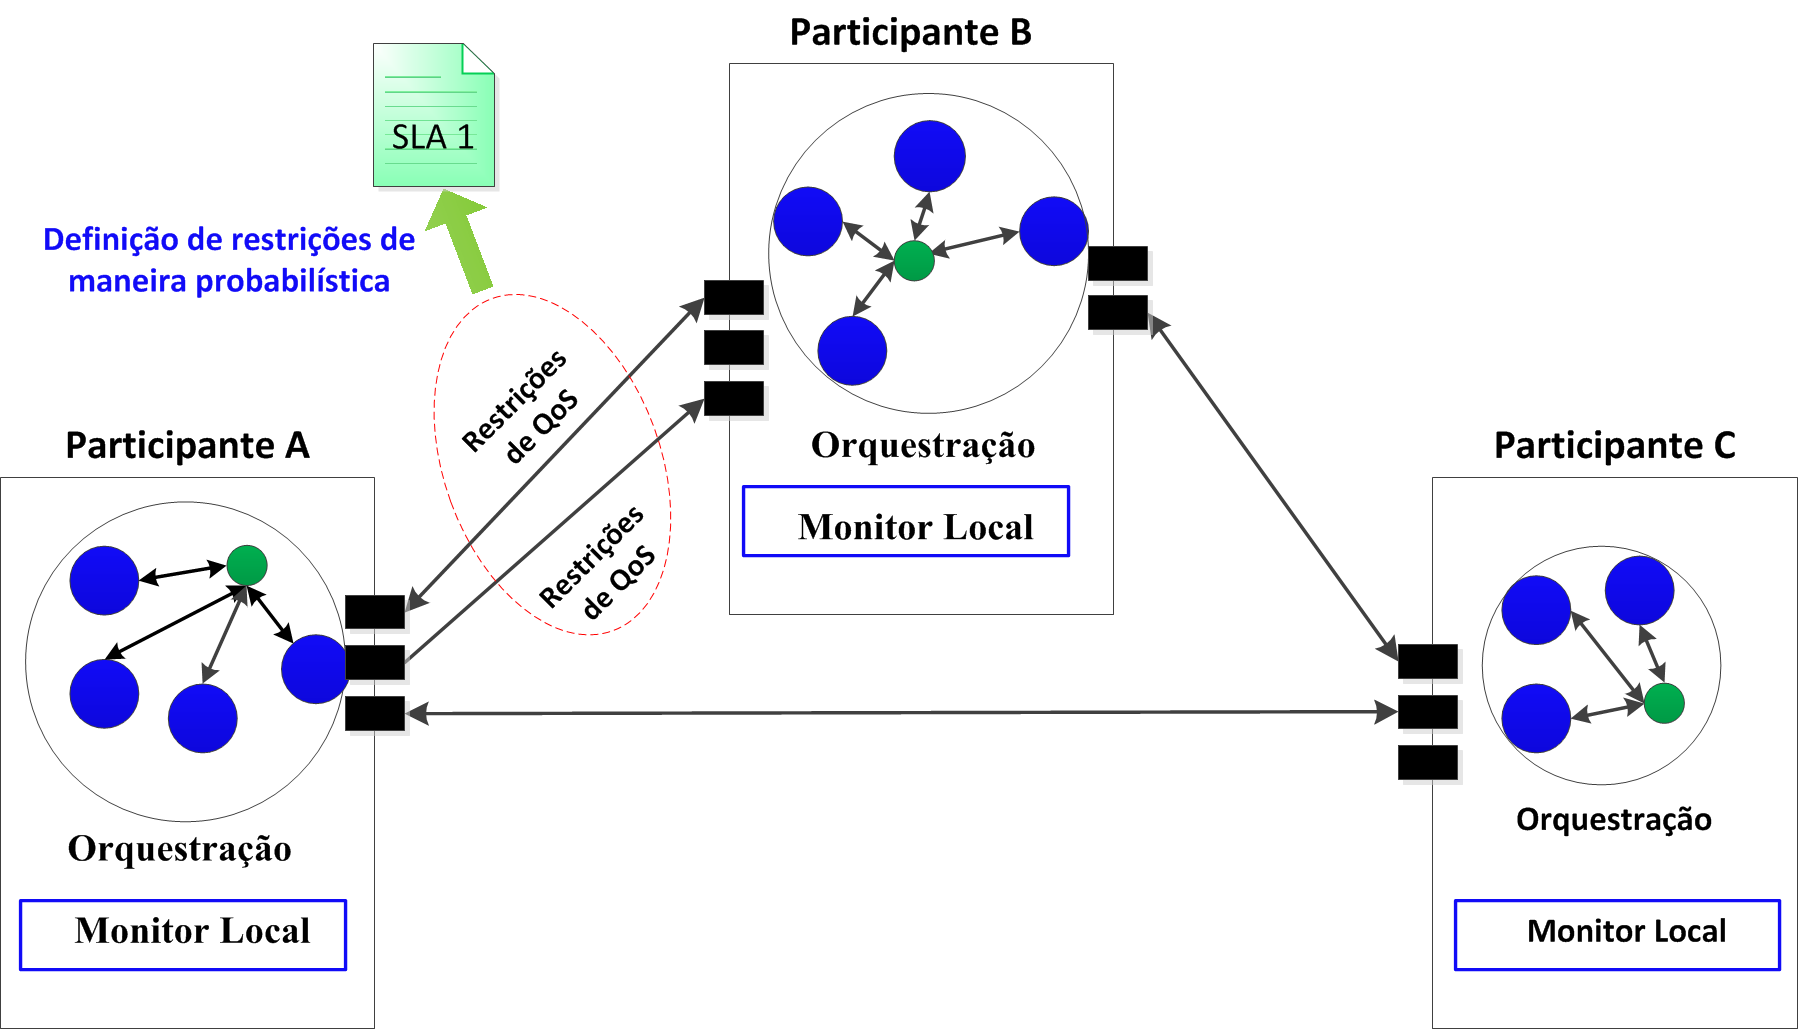 Participante B
SLA 1
Definição de restrições de
maneira probabilística
Restrições
de QoS
Restrições
de QoS
Participante A
Orquestração
Monitor Local
Orquestração
Monitor Local
Participante C
Orquestração
Monitor Local